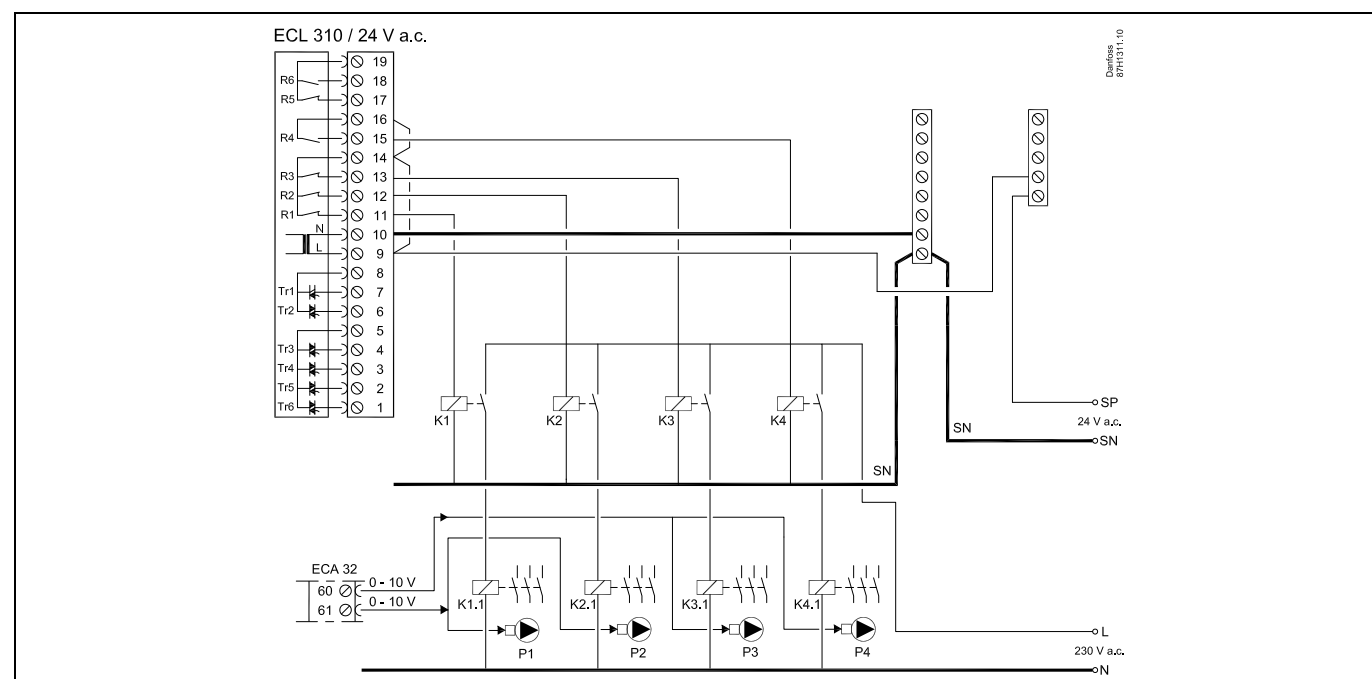 ECL 310 / 24 V a.c.
Danfoss
87H1311.10
19
R6 18
R5 17
16
R4 15
14
R3 13
R2 12
R1 11
N 10
L 9
8
Tr1 7
Tr2 6
5
Tr3 4
Tr4 3
Tr5 2
Tr6 1
K1 K2 K3 K4
SP
24 V a.c.
SN SN
SN
ECA 32
60 0 - 10 V
61 0 - 10 V
K1.1 K2.1 K3.1 K4.1
P1 P2 P3 P4
L
230 V a.c.
N